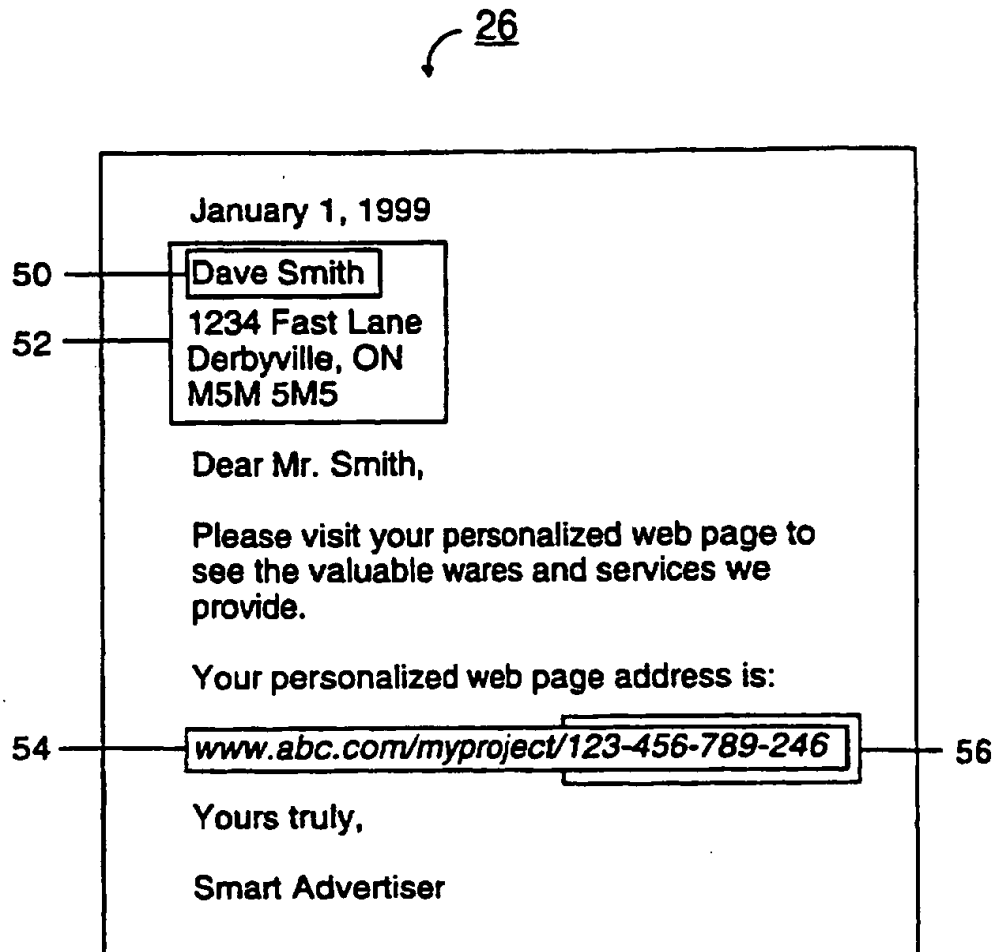 26
January 1, 1999
50
Dave Smith
1234 Fast Lane
52
Derbyville, ON
M5M 5M5
Dear Mr. Smith,
Please visit your personalized web page to
see the valuable wares and services we
provide.
Your personalized web page address is:
54
www.abc.com/myproject/123-456-789-246
56
Yours truly,
Smart Advertiser